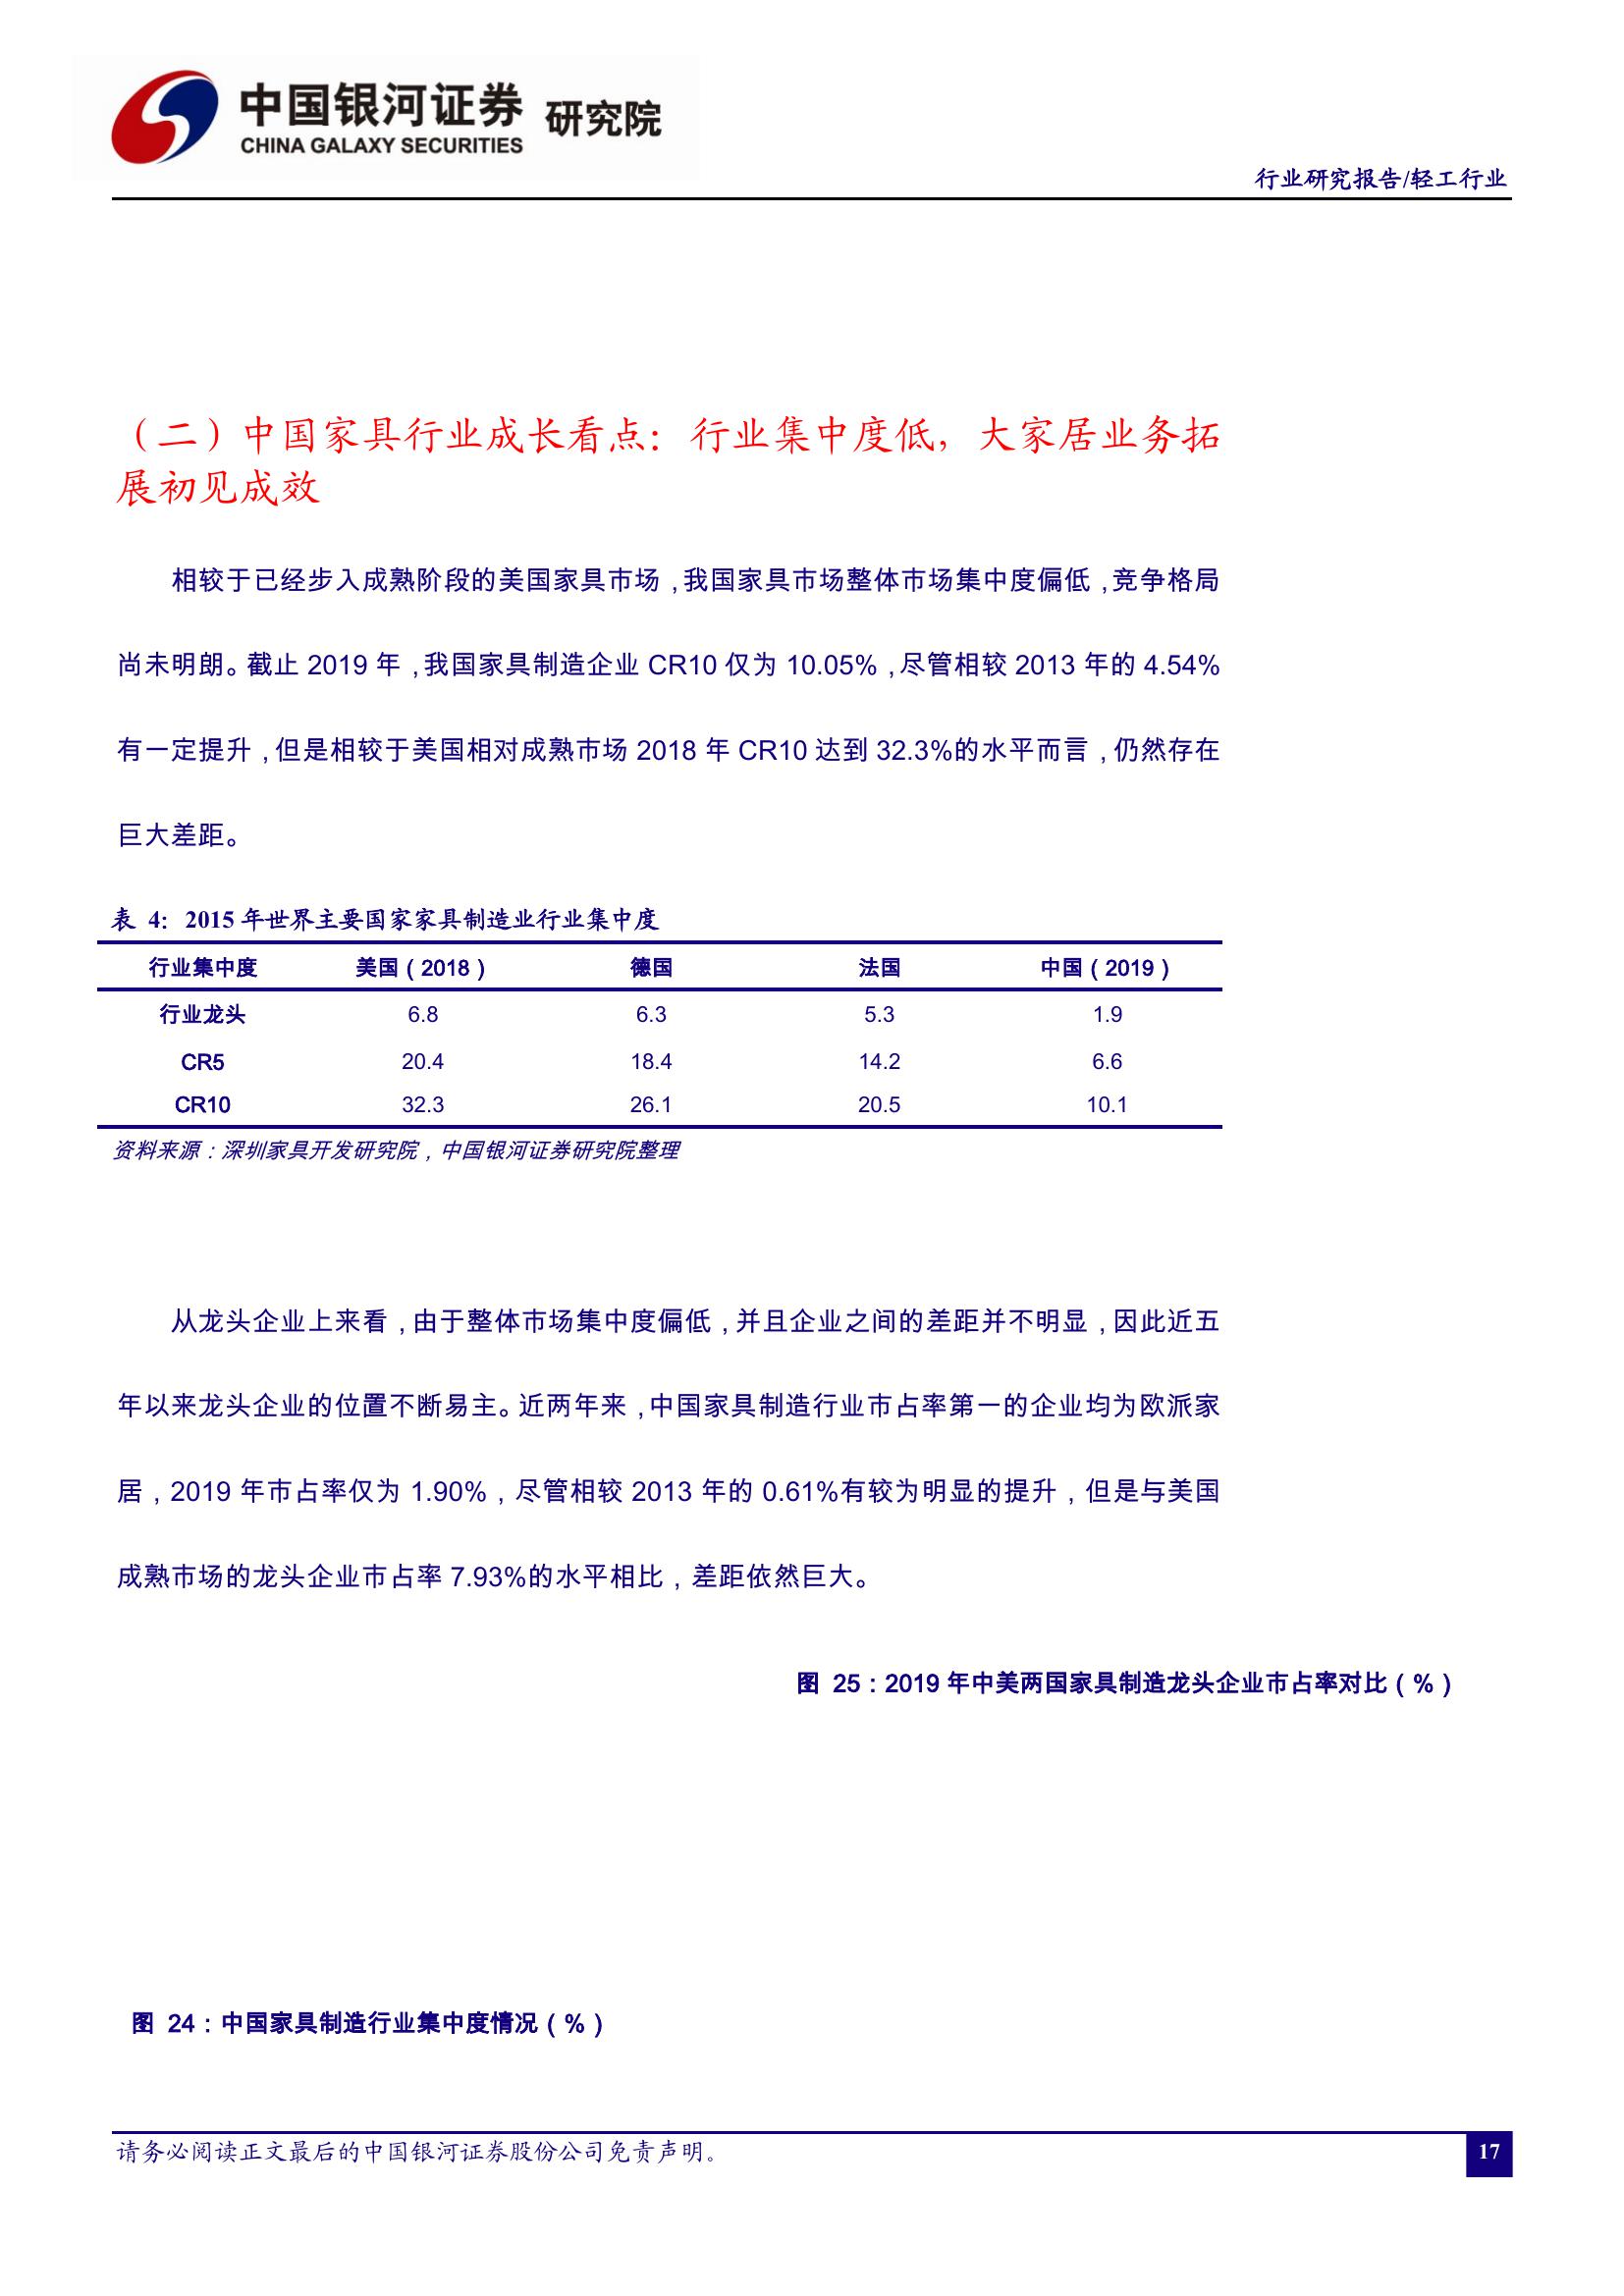 中国银河证券 研究院
CHINA GALAXY SECURITIES
行业研究报告/轻工行业
（二）中国家具行业成长看点：行业集中度低，大家居业务拓
展初见成效
相较于已经步入成熟阶段的美国家具市场，我国家具市场整体市场集中度偏低，竞争格局
尚未明朗。截止 2019 年，我国家具制造企业 CR10 仅为 10.05%，尽管相较 2013 年的 4.54%
有一定提升，但是相较于美国相对成熟市场 2018 年 CR10 达到 32.3%的水平而言，仍然存在
巨大差距。
表 4：2015 年世界主要国家家具制造业行业集中度
行业集中度 美国（2018） 德国 法国 中国（2019）
行业龙头 6.8 6.3 5.3 1.9
CR5 20.4 18.4 14.2 6.6
CR10 32.3 26.1 20.5 10.1
资料来源：深圳家具开发研究院，中国银河证券研究院整理
从龙头企业上来看，由于整体市场集中度偏低，并且企业之间的差距并不明显，因此近五
年以来龙头企业的位置不断易主。近两年来，中国家具制造行业市占率第一的企业均为欧派家
居，2019 年市占率仅为 1.90%，尽管相较 2013 年的 0.61%有较为明显的提升，但是与美国
成熟市场的龙头企业市占率 7.93%的水平相比，差距依然巨大。
图 25：2019 年中美两国家具制造龙头企业市占率对比（%）
图 24：中国家具制造行业集中度情况（%）
请务必阅读正文最后的中国银河证券股份公司免责声明。
17